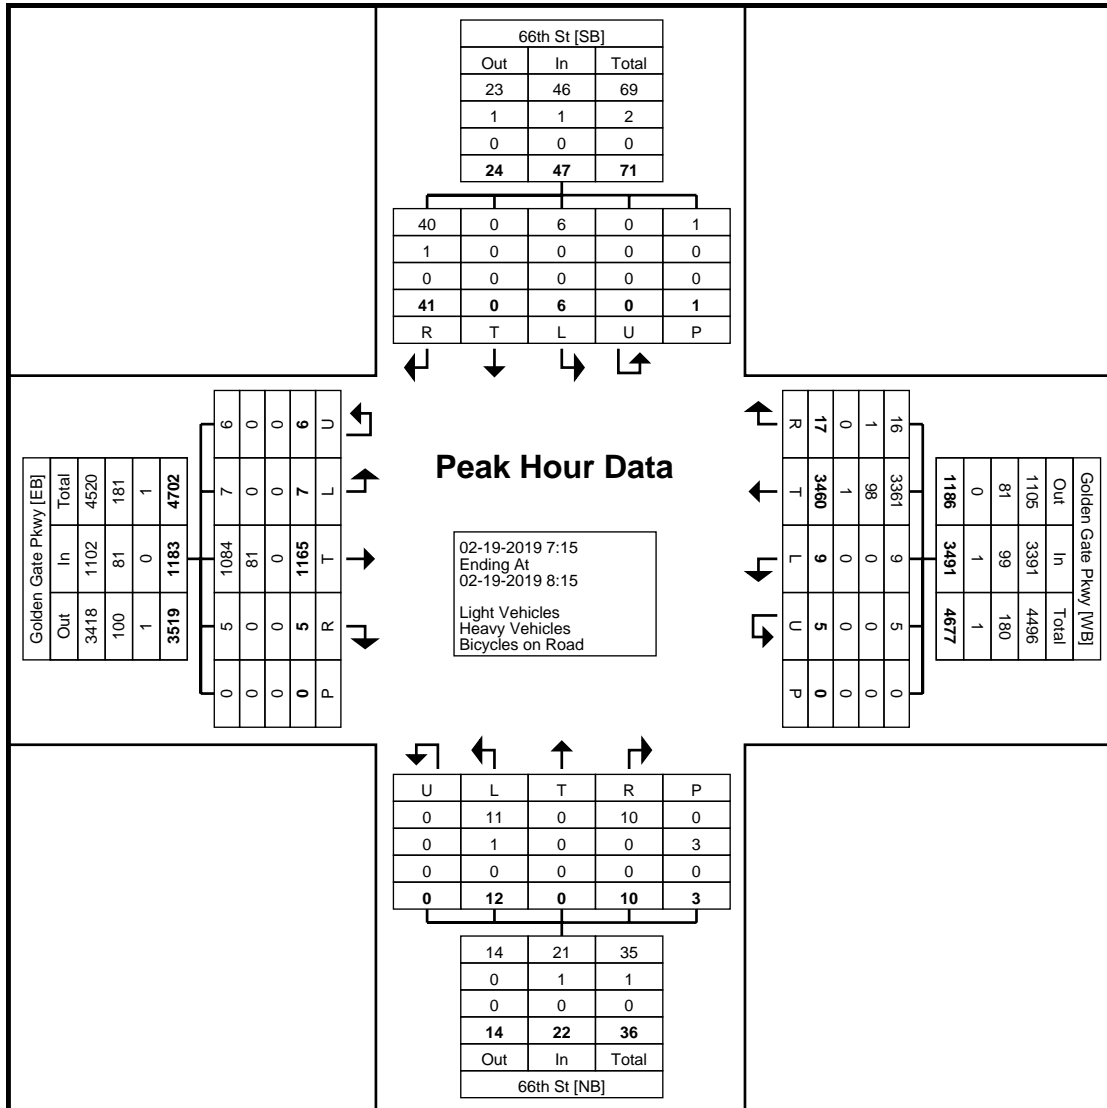 66th St [SB]
Out In Total
23 46 69
1 1 2
0 0 0
24 47 71
40 0 6 0 1
1 0 0 0 0
0 0 0 0 0
41 0 6 0 1
R T L U P
Golden Gate Pkwy [EB]
Out In Total
3418 1102 4520
100 81 181
1 0 1
3519 1183 4702
6 7 1084 5 0
0 0 81 0 0
0 0 0 0 0
6 7 1165 5 0
U L T R P
Peak Hour Data
02-19-2019 7:15
Ending At
02-19-2019 8:15
Light Vehicles
Heavy Vehicles
Bicycles on Road
Golden Gate Pkwy [WB]
Out In Total
1105 3391 4496
81 99 180
0 1 1
1186 3491 4677
16 3361 9 5 0
1 98 0 0 0
0 1 0 0 0
17 3460 9 5 0
R T L U P
U L T R P
0 11 0 10 0
0 1 0 0 3
0 0 0 0 0
0 12 0 10 3
14 21 35
0 1 1
0 0 0
14 22 36
Out In Total
66th St [NB]